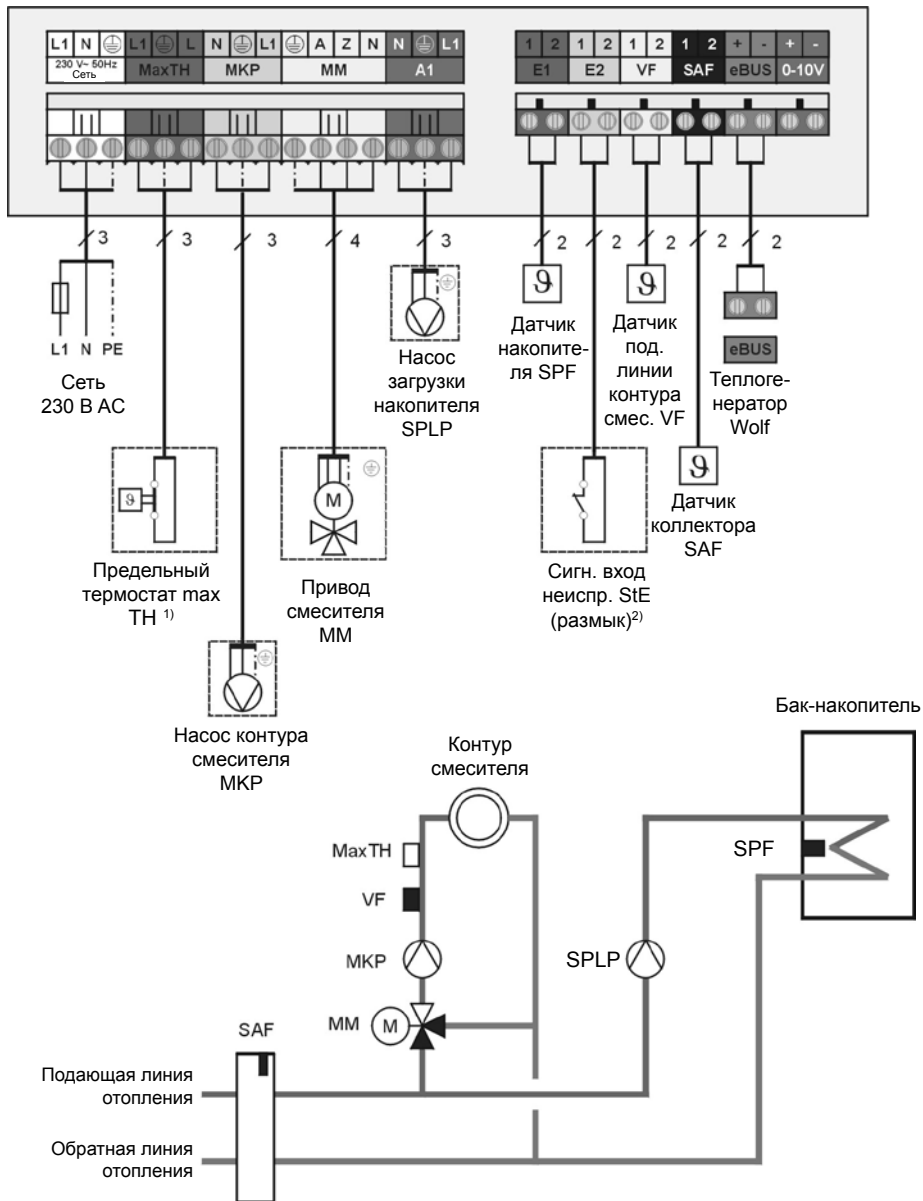 L1 N L1 L N L1 A Z N N L1
230 V~ 50Hz
Сеть
MaxTH MKP MM A1
1 2 1 2 1 2 1 2 + - + -
E1 E2 VF SAF eBUS 0-10V
3 3 3 4 3 2 2 2 2 2
L1 N PE
Сеть
230 В AC
Предельный
термостат max
TH 1)
M
Насос контура
смесителя
MKP
Привод
смесителя
MM
Насос
загрузки
накопителя
SPLP
ϑ
ϑ
ϑ
ϑ
Датчик
накопите-
ля SPF
Сигн. вход
неиспр. StE
(размык)2)
Датчик
под.
линии
контура
смес. VF
Датчик
коллектора
SAF
eBUS
Теплоге-
нератор
Wolf
Бак-накопитель
Контур
смесителя
MaxTH
SPF
VF
MKP
SPLP
MM
M
SAF
Подающая линия
отопления
Обратная линия
отопления